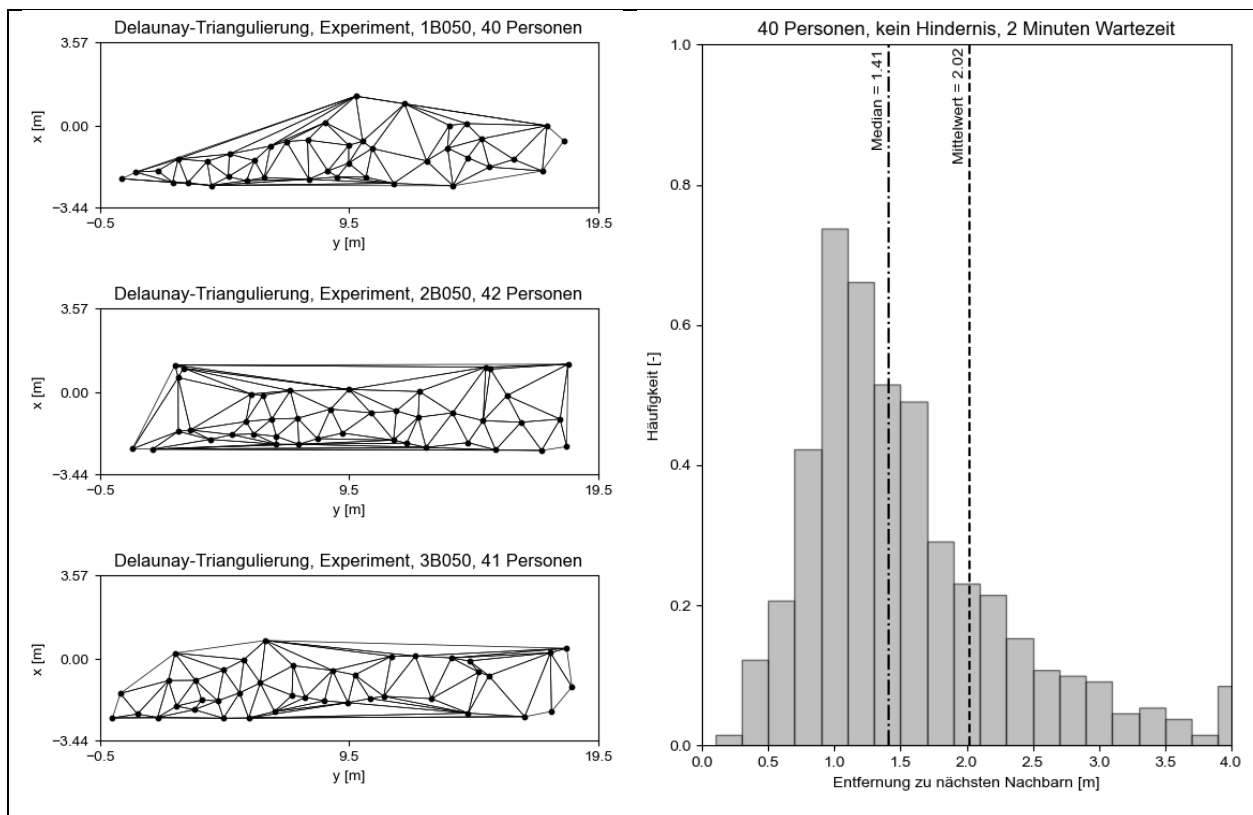 Delaunay-Triangulierung, Experiment, 1B050, 40 Personen
3.57
0.00
−3.44
x [m]
−0.5
9.5
19.5
y [m]
Delaunay-Triangulierung, Experiment, 2B050, 42 Personen
3.57
0.00
−3.44
x [m]
−0.5
9.5
19.5
y [m]
Delaunay-Triangulierung, Experiment, 3B050, 41 Personen
3.57
0.00
−3.44
x [m]
−0.5
9.5
19.5
y [m]
40 Personen, kein Hindernis, 2 Minuten Wartezeit
1.0
0.8
0.6
0.4
0.2
0.0
Häufigkeit [-]
Median = 1.41
Mittelwert = 2.02
0.0
0.5
1.0
1.5
2.0
2.5
3.0
3.5
4.0
Entfernung zu nächsten Nachbarn [m]